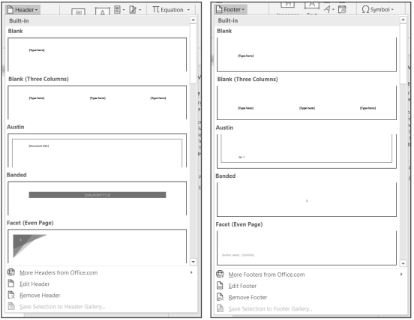 Header
Equation
Built-in
Blank
[Type here]
Blank (Three Columns)
[Type here] [Type here] [Type here]
Austin
[Document title]
Banded
Facet (Even Page)
More Headers from Office.com
Edit Header
Remove Header
Save Selection to Header Gallery...
Footer
Symbol
Built-in
Blank
[Type here]
Blank (Three Columns)
[Type here] [Type here] [Type here]
Austin
Banded
Facet (Even Page)
More Footers from Office.com
Edit Footer
Remove Footer
Save Selection to Footer Gallery...